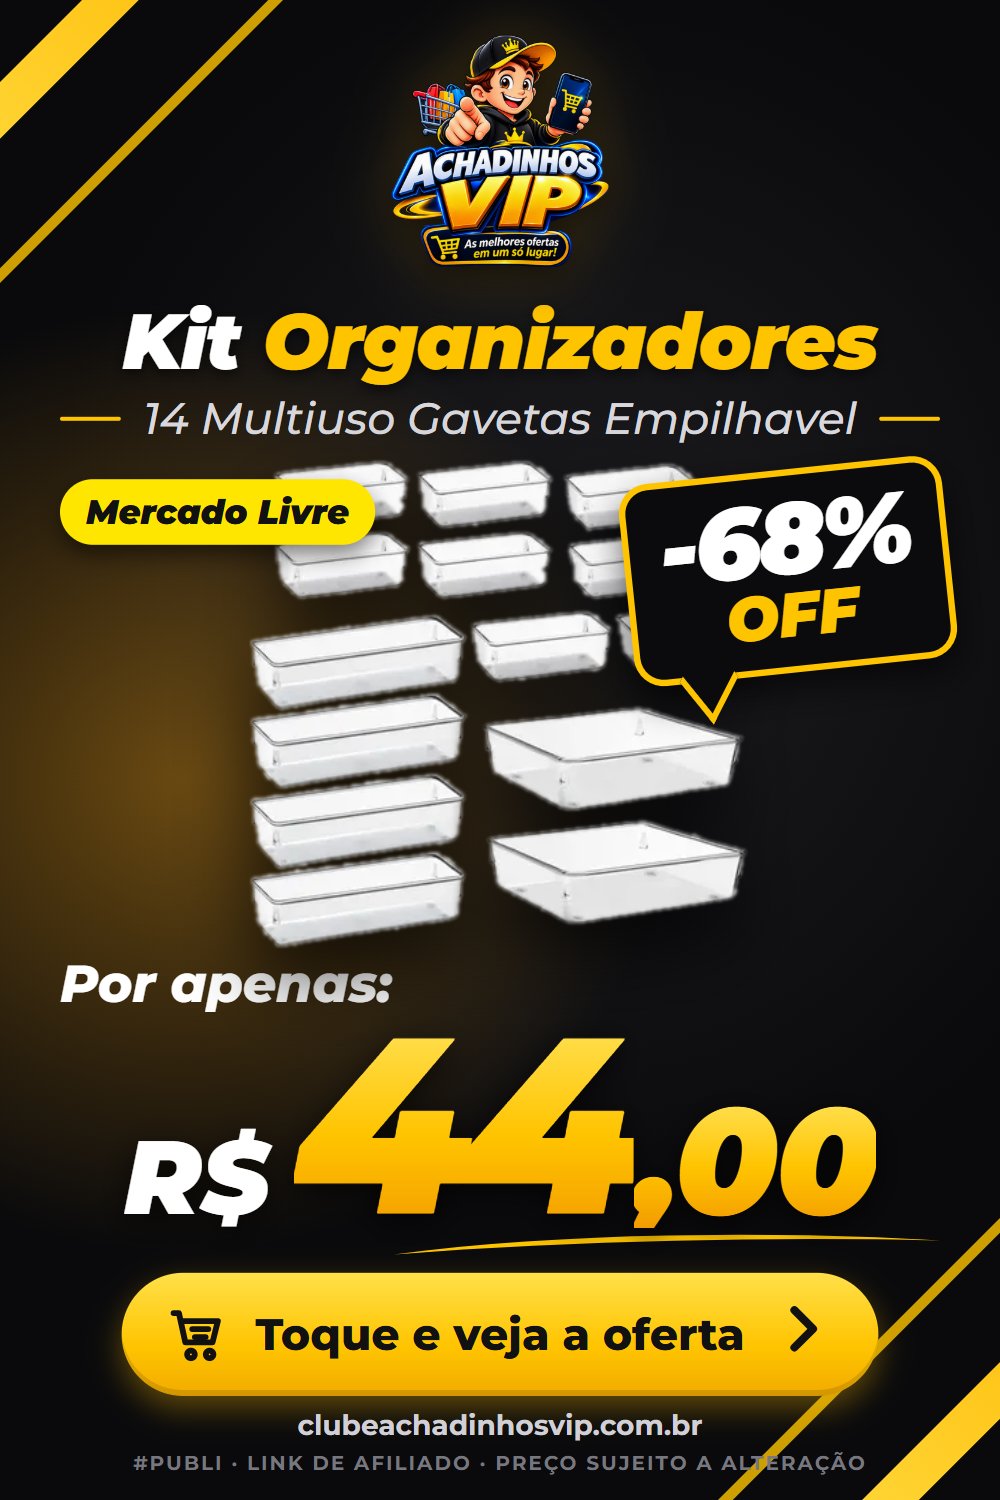 ACHADINHOS
VIP
As melhores ofertas
em um só lugar!
Kit Organizadores
14 Multiuso Gavetas Empilhavel
Mercado Livre
-68%
OFF
Por apenas:
R$ 44,00
Toque e veja a oferta
clubeachadinhosvip.com.br
#PUBLI · LINK DE AFILIADO · PREÇO SUJEITO A ALTERAÇÃO